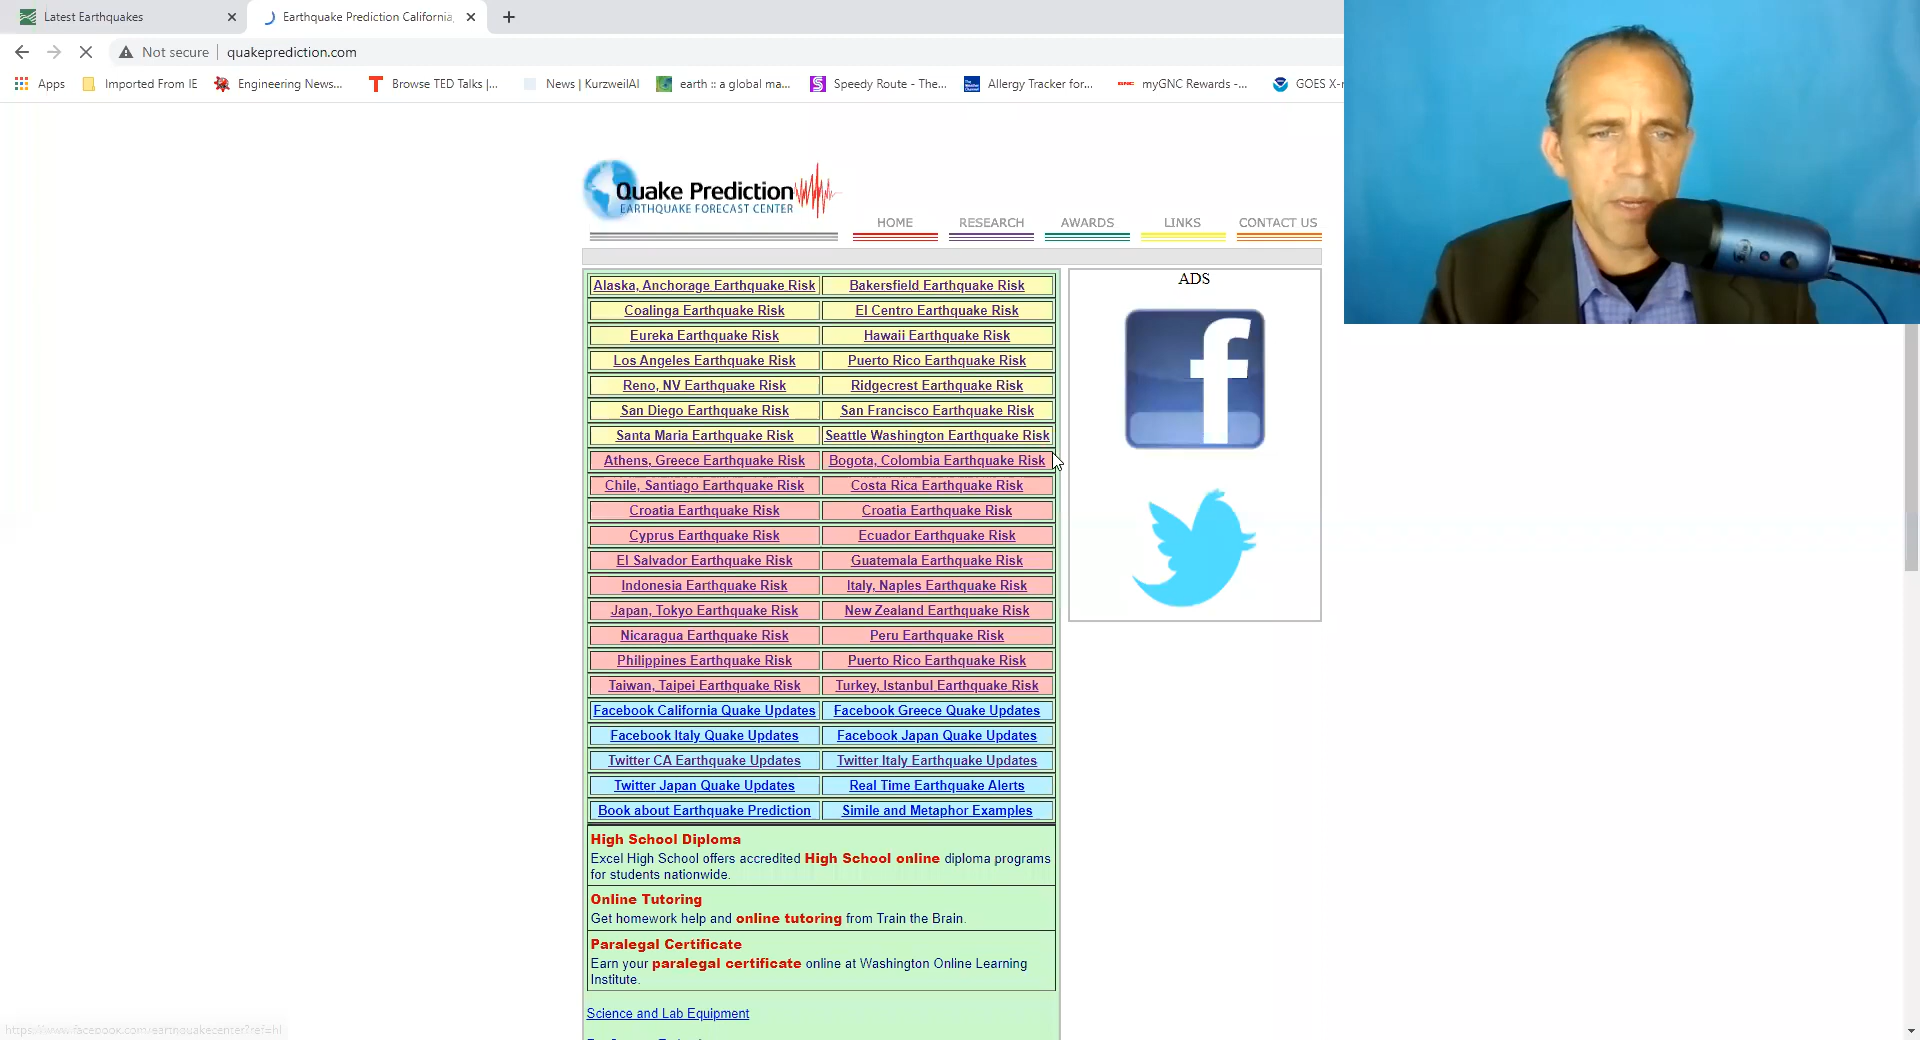 Latest Earthquakes
Earthquake Prediction California,
Not secure
quakeprediction.com
Apps
Imported From IE
Engineering News...
Browse TED Talks |...
News | KurzweilAI
earth :: a global ma...
Speedy Route - The...
Allergy Tracker for...
myGNC Rewards -...
GOES X-r
Quake Prediction
EARTHQUAKE FORECAST CENTER
HOME
RESEARCH
AWARDS
LINKS
CONTACT US
Alaska, Anchorage Earthquake Risk
Bakersfield Earthquake Risk
Coalinga Earthquake Risk
El Centro Earthquake Risk
Eureka Earthquake Risk
Hawaii Earthquake Risk
Los Angeles Earthquake Risk
Puerto Rico Earthquake Risk
Reno, NV Earthquake Risk
Ridgecrest Earthquake Risk
San Diego Earthquake Risk
San Francisco Earthquake Risk
Santa Maria Earthquake Risk
Seattle Washington Earthquake Risk
Athens, Greece Earthquake Risk
Bogota, Colombia Earthquake Risk
Chile, Santiago Earthquake Risk
Costa Rica Earthquake Risk
Croatia Earthquake Risk
Croatia Earthquake Risk
Cyprus Earthquake Risk
Ecuador Earthquake Risk
El Salvador Earthquake Risk
Guatemala Earthquake Risk
Indonesia Earthquake Risk
Italy, Naples Earthquake Risk
Japan, Tokyo Earthquake Risk
New Zealand Earthquake Risk
Nicaragua Earthquake Risk
Peru Earthquake Risk
Philippines Earthquake Risk
Puerto Rico Earthquake Risk
Taiwan, Taipei Earthquake Risk
Turkey, Istanbul Earthquake Risk
Facebook California Quake Updates
Facebook Greece Quake Updates
Facebook Italy Quake Updates
Facebook Japan Quake Updates
Twitter CA Earthquake Updates
Twitter Italy Earthquake Updates
Twitter Japan Quake Updates
Real Time Earthquake Alerts
Book about Earthquake Prediction
Simile and Metaphor Examples
High School Diploma
Excel High School offers accredited High School online diploma programs
for students nationwide.
Online Tutoring
Get homework help and online tutoring from Train the Brain.
Paralegal Certificate
Earn your paralegal certificate online at Washington Online Learning
Institute.
Science and Lab Equipment
ADS
f
https://www.facebook.com/earthquakecenter?ref=hl